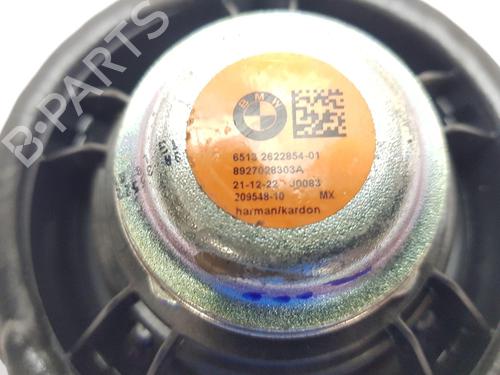 B-PARTS
BMW
6513 2622854-01
8927028303A
21-12-22 J0083
209548-10 MX
harman/kardon